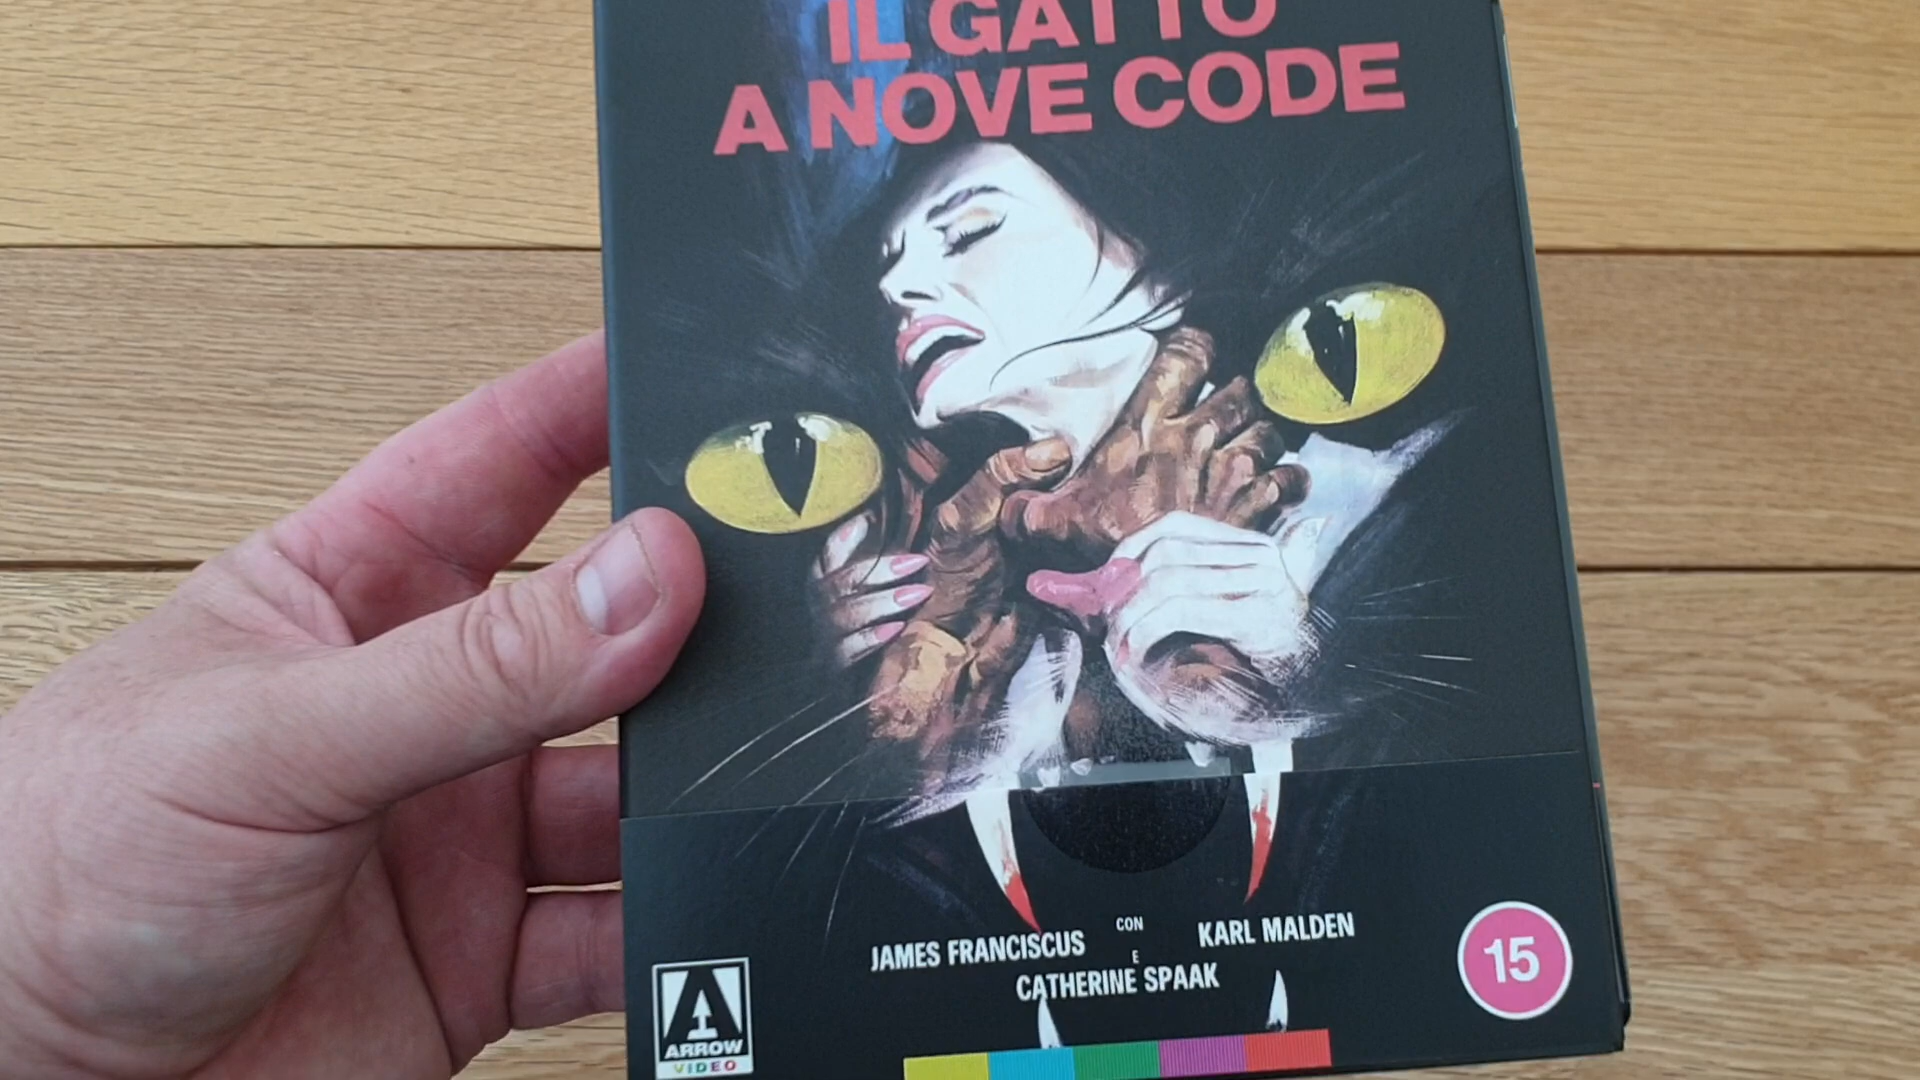 IL GATTO
A NOVE CODE
JAMES FRANCISCUS CON KARL MALDEN
E
CATHERINE SPAAK
15
ARROW
VIDEO